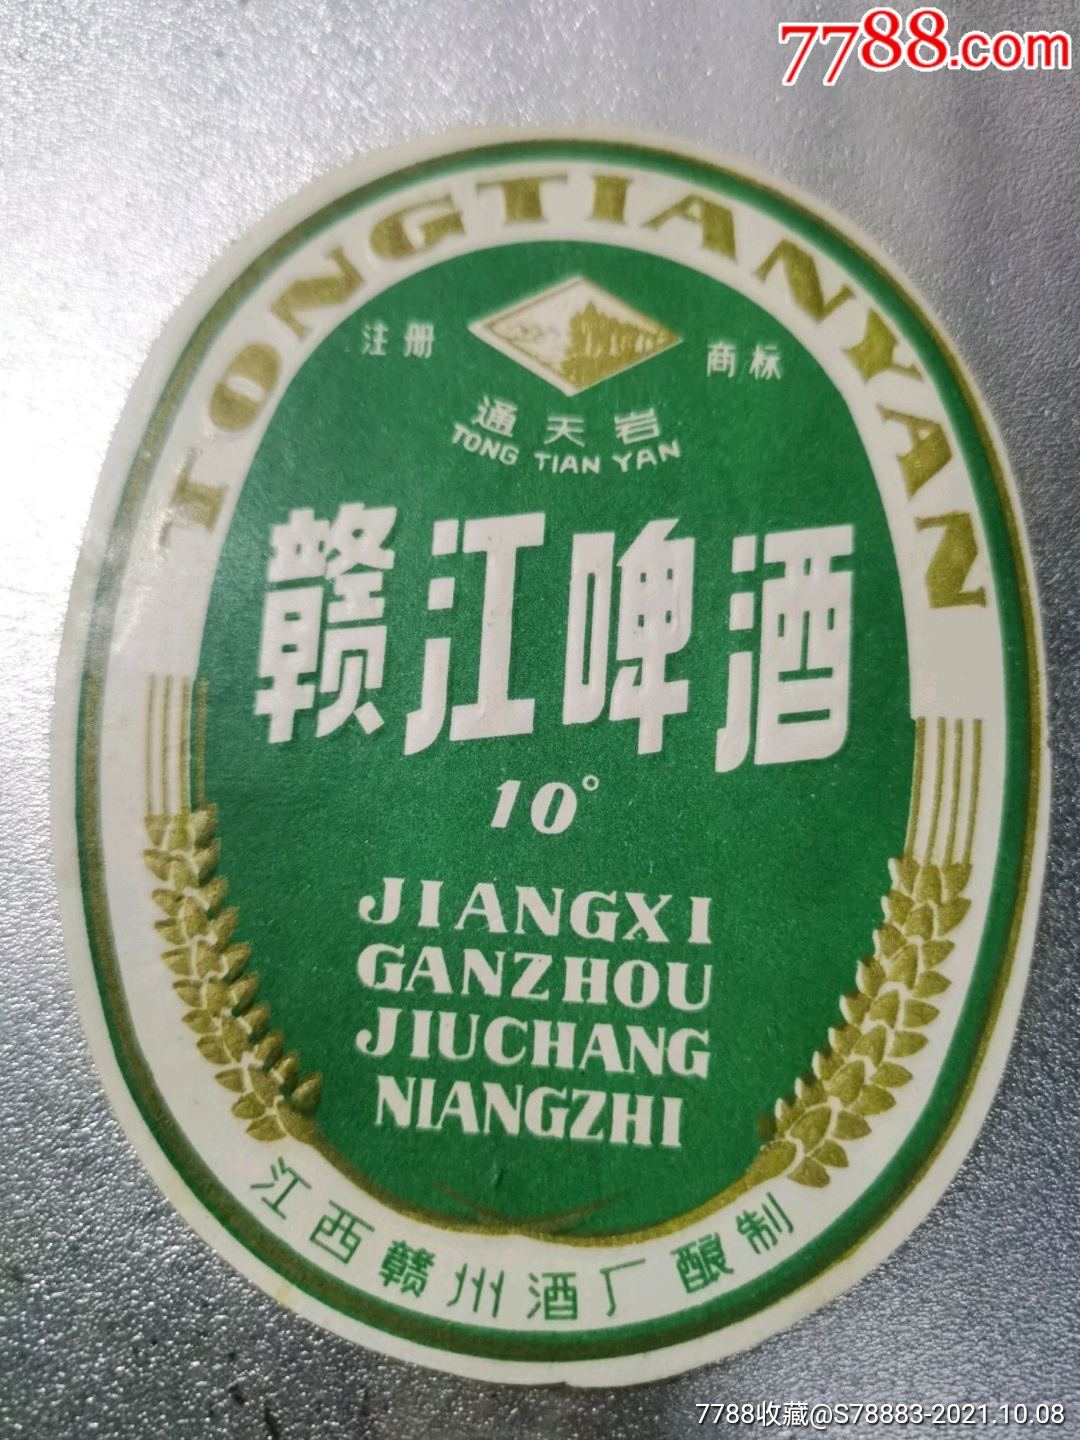 7788.com
TONGTIANYAN
注册 商标
通天岩
TONG TIAN YAN
赣江啤酒
10°
JIANGXI
GANZHOU
JIUCHANG
NIANGZHI
江西赣州酒厂酿制
7788收藏@S78883-2021.10.08